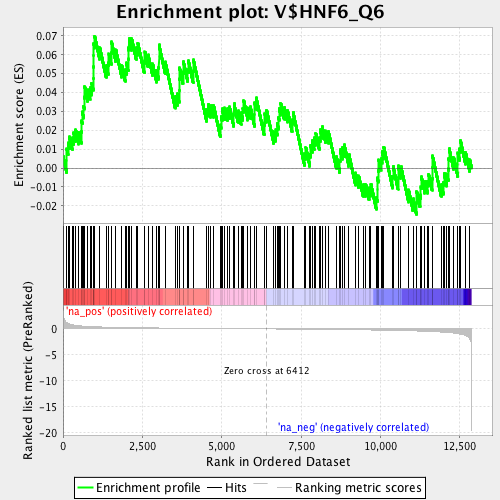 Enrichment plot: V$HNF6_Q6
Enrichment score (ES)
0.07
0.06
0.05
0.04
0.03
0.02
0.01
0.00
-0.01
-0.02
'na_pos' (positively correlated)
Ranked list metric (PreRanked)
0
-5
-10
-15
-20
Zero cross at 6412
'na_neg' (negatively correlated)
0
2,500
5,000
7,500
10,000
12,500
Rank in Ordered Dataset
Enrichment profile
Hits
Ranking metric scores